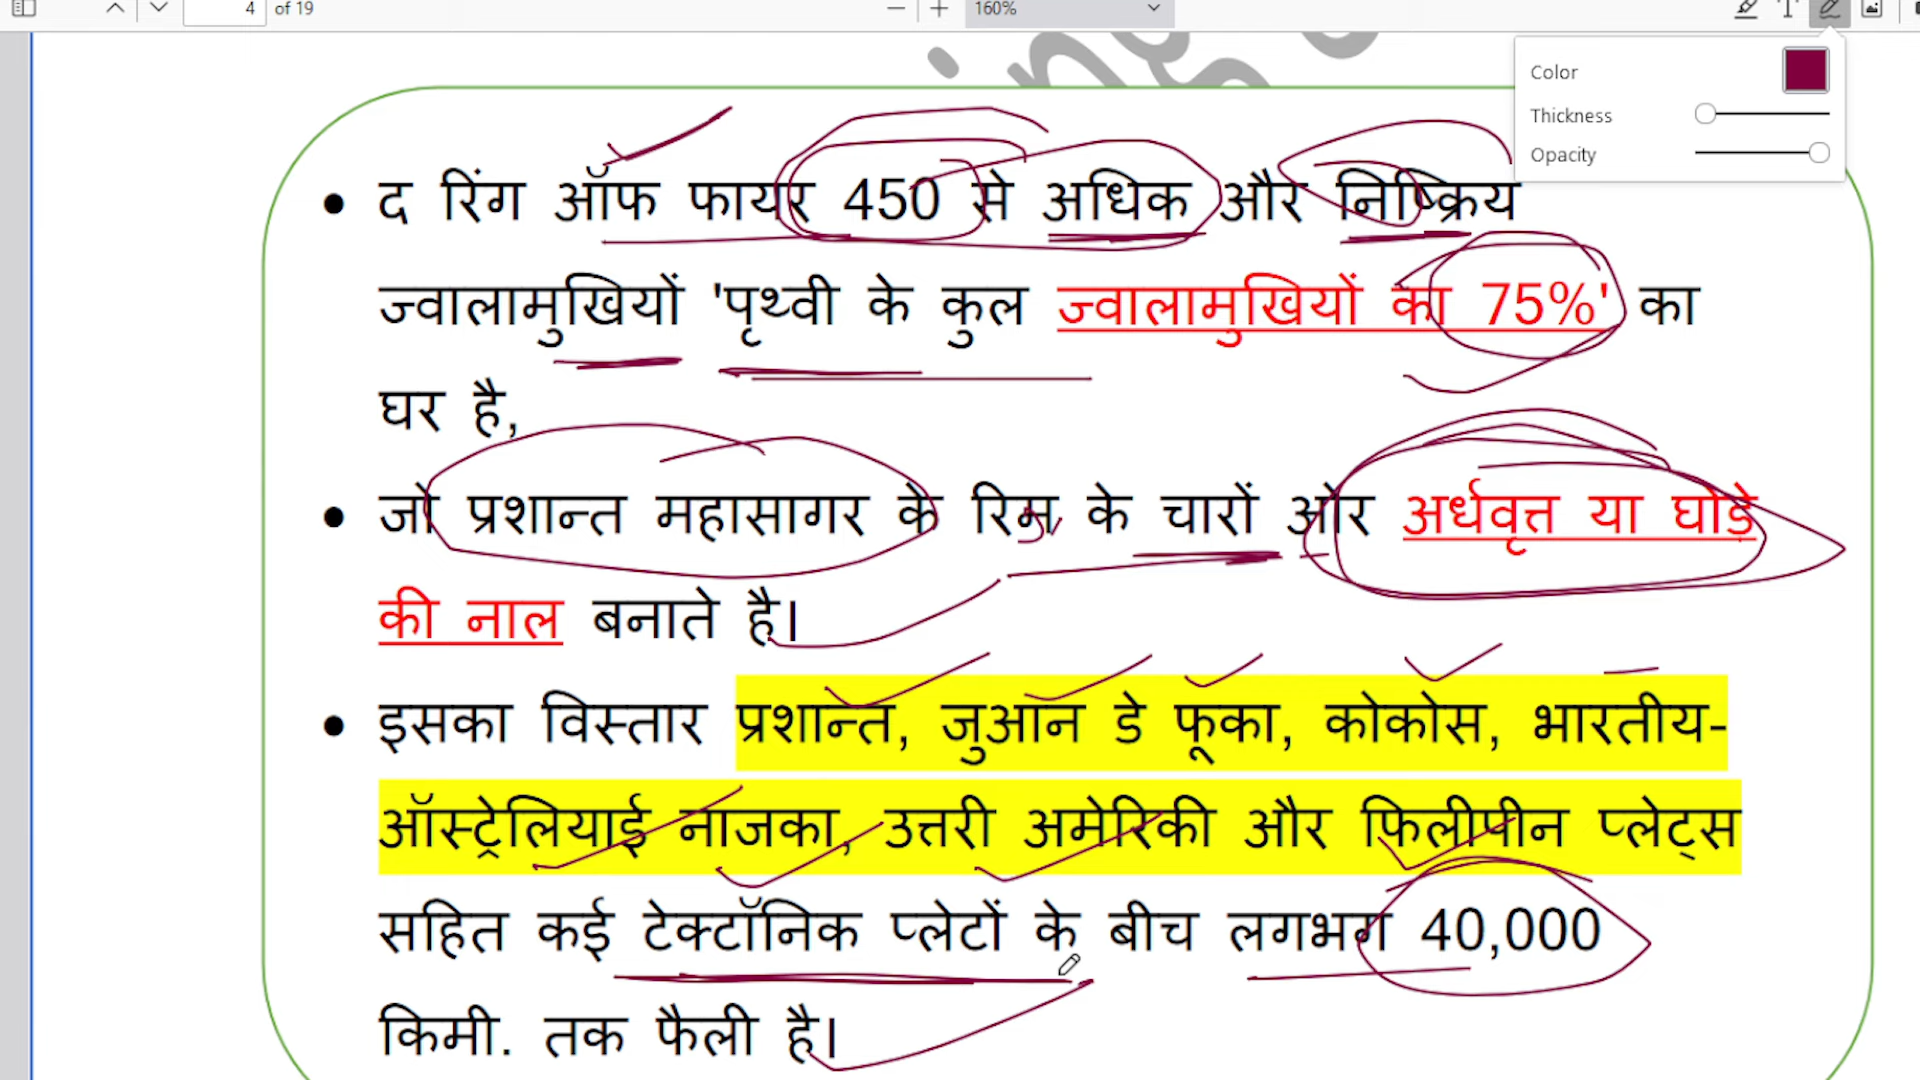 4 of 19
160%
Color
Thickness
Opacity
• द रिंग ऑफ फायर 450 से अधिक और निष्क्रिय
ज्वालामुखियों 'पृथ्वी के कुल ज्वालामुखियों का 75%' का
घर है,
• जो प्रशान्त महासागर के रिम के चारों ओर अर्धवृत्त या घोड़े
की नाल बनाते है।
• इसका विस्तार प्रशान्त, जुआन डे फूका, कोकोस, भारतीय-
ऑस्ट्रेलियाई नाजका, उत्तरी अमेरिकी और फिलीपीन प्लेट्स
सहित कई टेक्टॉनिक प्लेटों के बीच लगभग 40,000
किमी. तक फैली है।